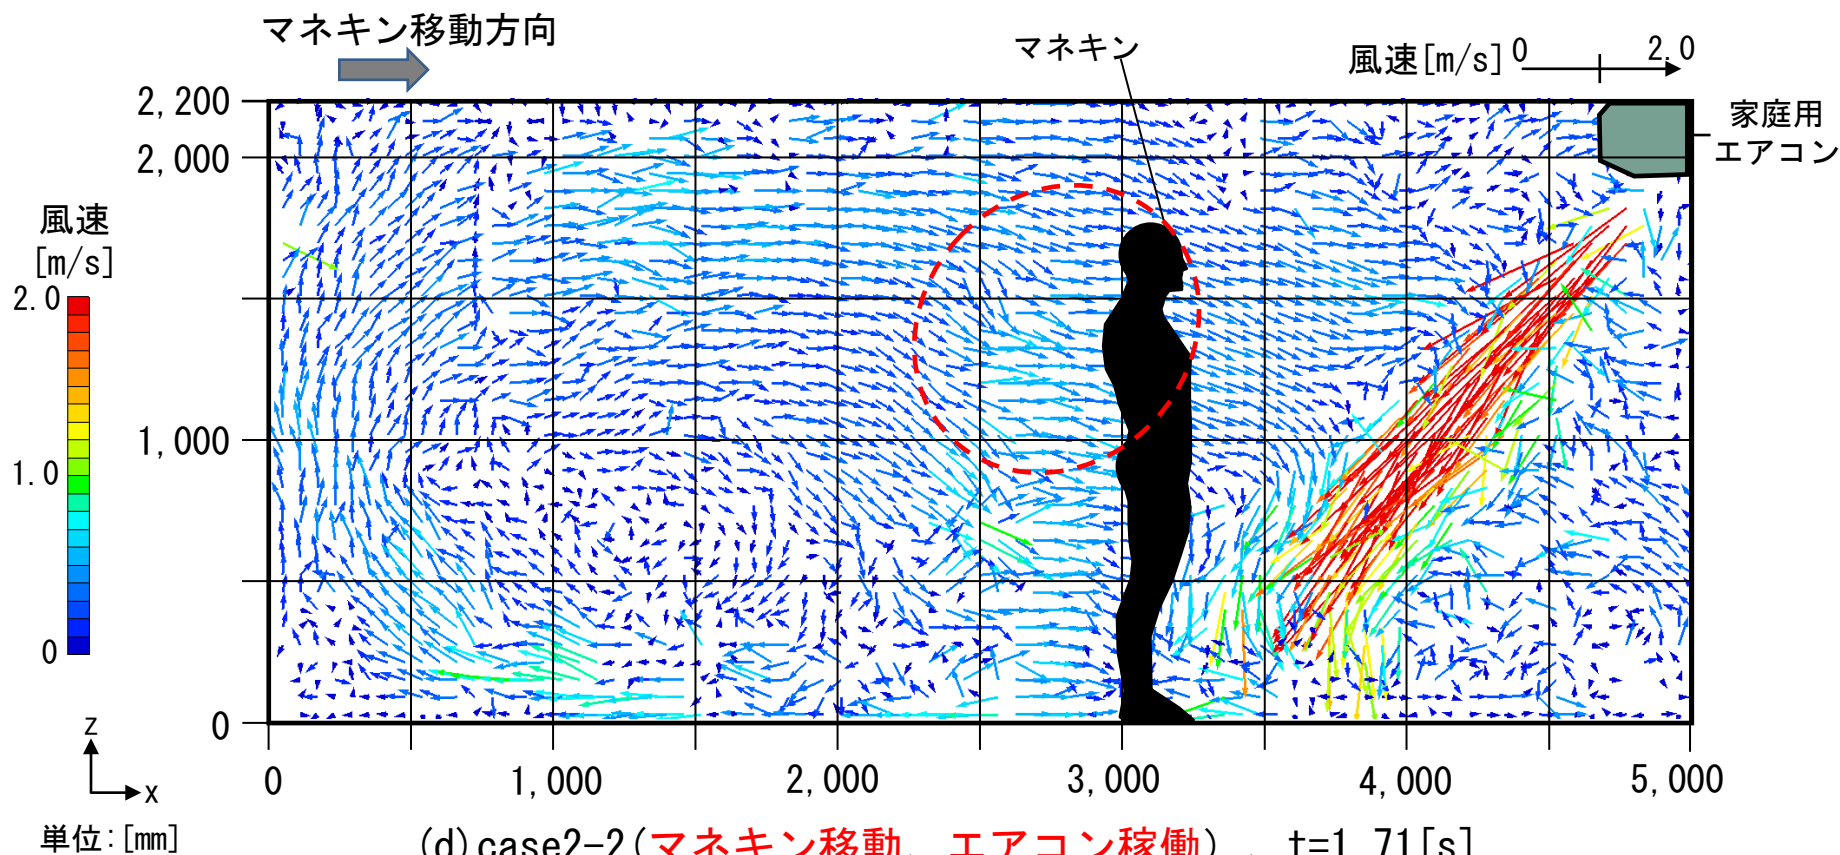 マネキン移動方向
マネキン
風速[m/s] 0 2.0
家庭用
エアコン
2,200
2,000
1,000
0
風速
[m/s]
2.0
1.0
0
z
x
単位:[mm]
0 1,000 2,000 3,000 4,000 5,000
(d)case2-2(マネキン移動、エアコン稼働)、t=1.71[s]